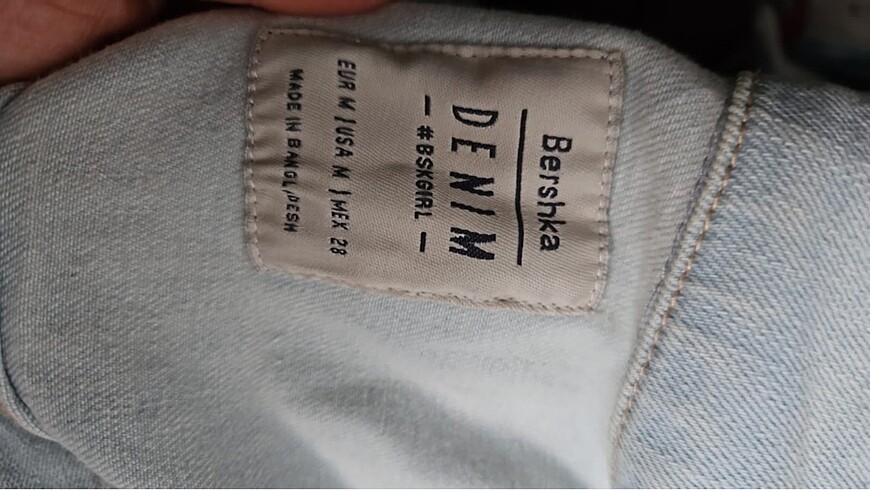 Bershka
DENIM
— #BSKGIRL —
EUR M | USA M | MEX 28
MADE IN BANGLADESH